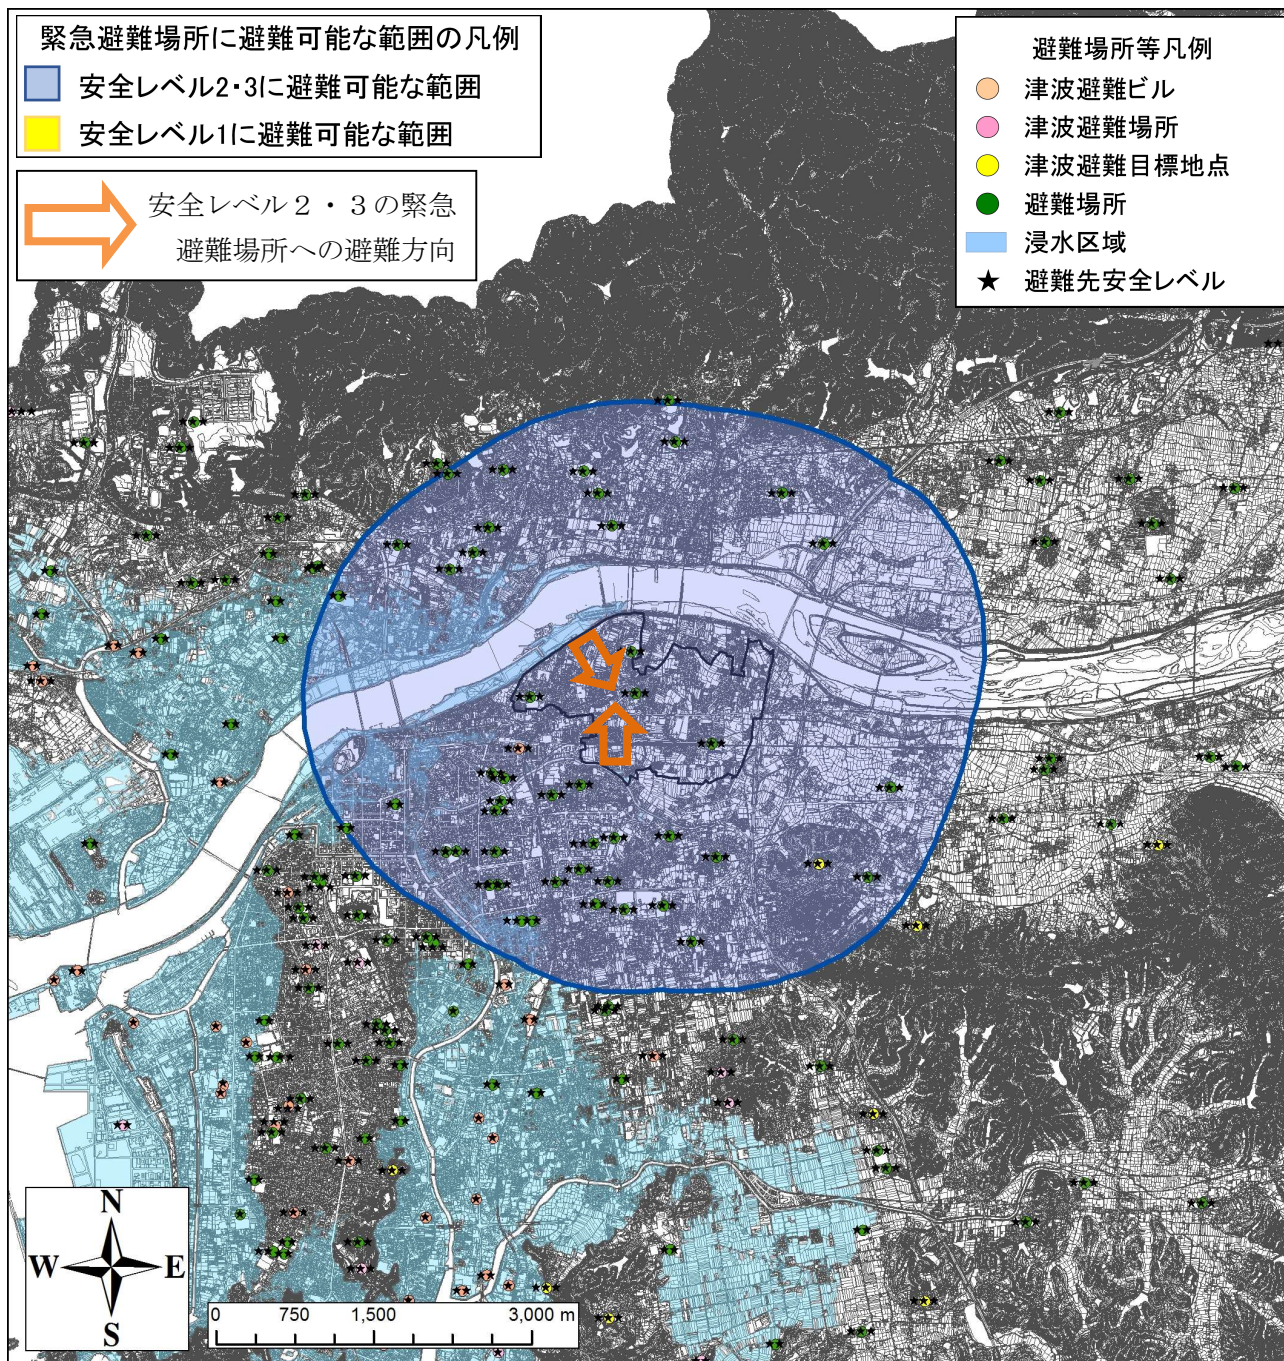 緊急避難場所に避難可能な範囲の凡例
安全レベル2・3に避難可能な範囲
安全レベル1に避難可能な範囲
安全レベル２・３の緊急
避難場所への避難方向
避難場所等凡例
津波避難ビル
津波避難場所
津波避難目標地点
避難場所
浸水区域
★ 避難先安全レベル
N
W E
S
0 750 1,500 3,000 m